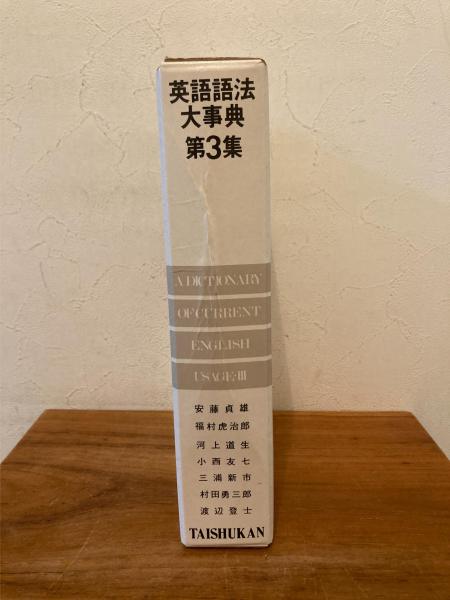 英語語法
大事典
第3集
A DICTIONARY
OF CURRENT
ENGLISH
USAGE-III
安藤貞雄
福村虎治郎
河上道生
小西友七
三浦新市
村田勇三郎
渡辺登士
TAISHUKAN